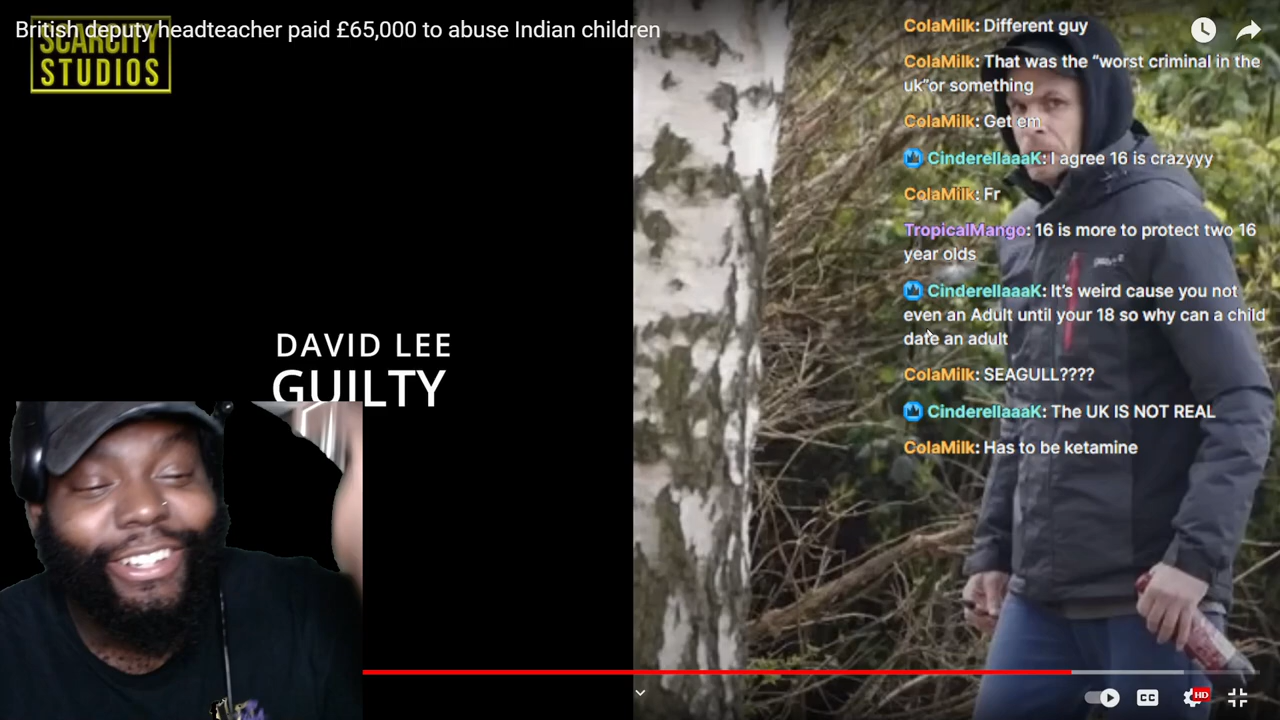 British deputy headteacher paid £65,000 to abuse Indian children
SCARCITY
STUDIOS
DAVID LEE
GUILTY
ColaMilk: Different guy
ColaMilk: That was the “worst criminal in the
uk”or something
ColaMilk: Get em
CinderellaaaK: I agree 16 is crazyyy
ColaMilk: Fr
TropicalMango: 16 is more to protect two 16
year olds
CinderellaaaK: It’s weird cause you not
even an Adult until your 18 so why can a child
date an adult
ColaMilk: SEAGULL????
CinderellaaaK: The UK IS NOT REAL
ColaMilk: Has to be ketamine
CC
HD